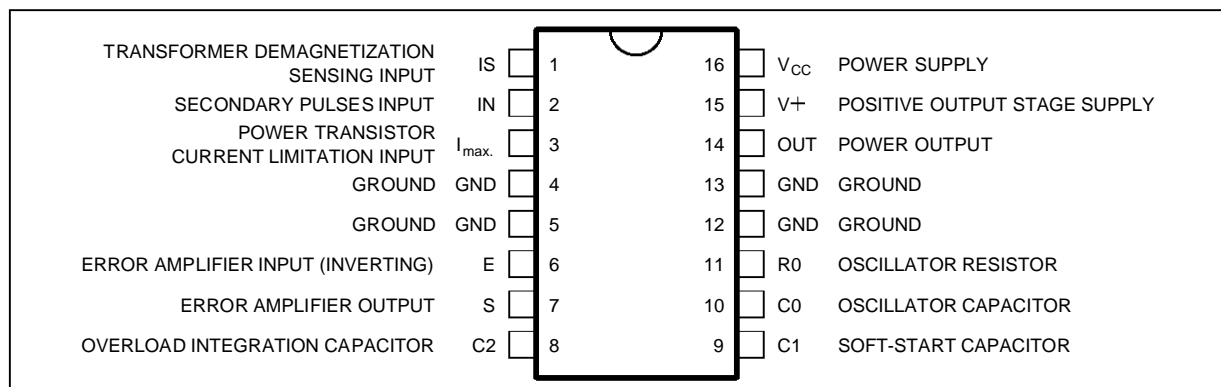 TRANSFORMER DEMAGNETIZATION
SENSING INPUT IS 1 16 VCC POWER SUPPLY
SECONDARY PULSES INPUT IN 2 15 V+ POSITIVE OUTPUT STAGE SUPPLY
POWER TRANSISTOR
CURRENT LIMITATION INPUT Imax. 3 14 OUT POWER OUTPUT
GROUND GND 4 13 GND GROUND
GROUND GND 5 12 GND GROUND
ERROR AMPLIFIER INPUT (INVERTING) E 6 11 R0 OSCILLATOR RESISTOR
ERROR AMPLIFIER OUTPUT S 7 10 C0 OSCILLATOR CAPACITOR
OVERLOAD INTEGRATION CAPACITOR C2 8 9 C1 SOFT-START CAPACITOR